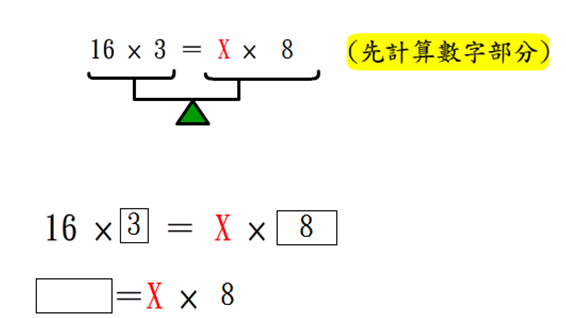 16 × 3 = X × 8 (先計算數字部分)
16 × 3 = X × 8
= X × 8